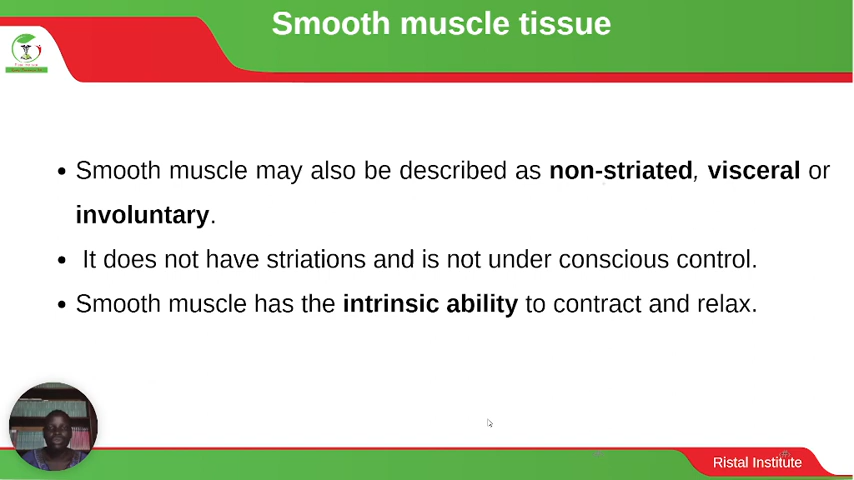 Smooth muscle tissue
• Smooth muscle may also be described as non-striated, visceral or
involuntary.
• It does not have striations and is not under conscious control.
• Smooth muscle has the intrinsic ability to contract and relax.
Ristal Institute